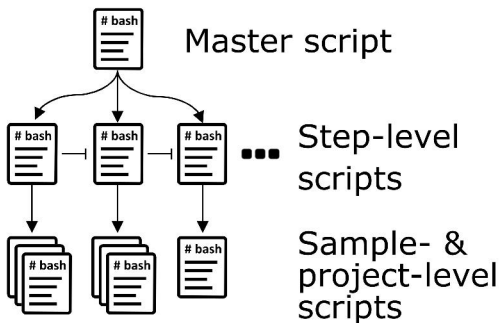 # bash
Master script
# bash
# bash
# bash
Step-level
scripts
# bash
# bash
# bash
Sample- &
project-level
scripts